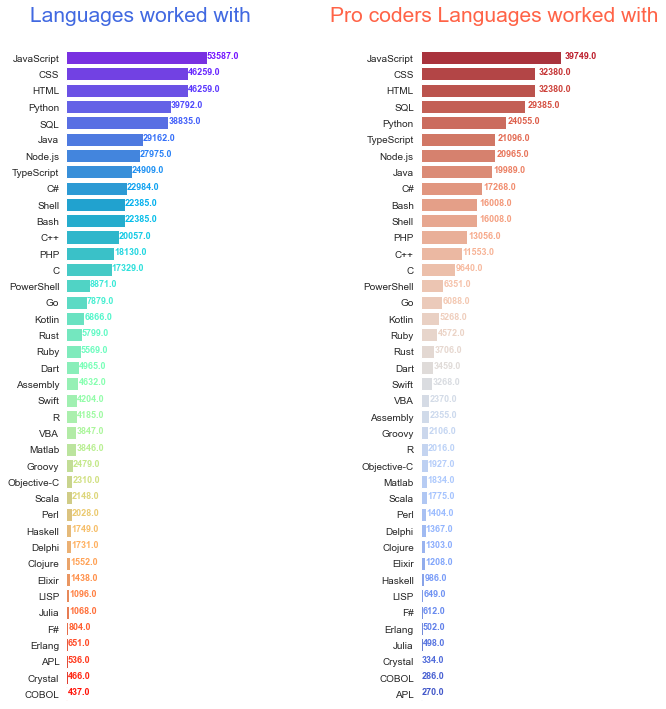 Languages worked with
JavaScript 53587.0
CSS 46259.0
HTML 46259.0
Python 39792.0
SQL 38835.0
Java 29162.0
Node.js 27975.0
TypeScript 24909.0
C# 22984.0
Shell 22385.0
Bash 22385.0
C++ 20057.0
PHP 18130.0
C 17329.0
PowerShell 8871.0
Go 7879.0
Kotlin 6866.0
Rust 5799.0
Ruby 5569.0
Dart 4965.0
Assembly 4632.0
Swift 4204.0
R 4185.0
VBA 3847.0
Matlab 3846.0
Groovy 2479.0
Objective-C 2310.0
Scala 2148.0
Perl 2028.0
Haskell 1749.0
Delphi 1731.0
Clojure 1552.0
Elixir 1438.0
LISP 1096.0
Julia 1068.0
F# 804.0
Erlang 651.0
APL 536.0
Crystal 466.0
COBOL 437.0
Pro coders Languages worked with
JavaScript 39749.0
CSS 32380.0
HTML 32380.0
SQL 29385.0
Python 24055.0
TypeScript 21096.0
Node.js 20965.0
Java 19989.0
C# 17268.0
Bash 16008.0
Shell 16008.0
PHP 13056.0
C++ 11553.0
C 9640.0
PowerShell 6351.0
Go 6088.0
Kotlin 5268.0
Ruby 4572.0
Rust 3706.0
Dart 3459.0
Swift 3268.0
VBA 2370.0
Assembly 2355.0
Groovy 2106.0
R 2016.0
Objective-C 1927.0
Matlab 1834.0
Scala 1775.0
Perl 1404.0
Delphi 1367.0
Clojure 1303.0
Elixir 1208.0
Haskell 986.0
LISP 649.0
F# 612.0
Erlang 502.0
Julia 498.0
Crystal 334.0
COBOL 286.0
APL 270.0